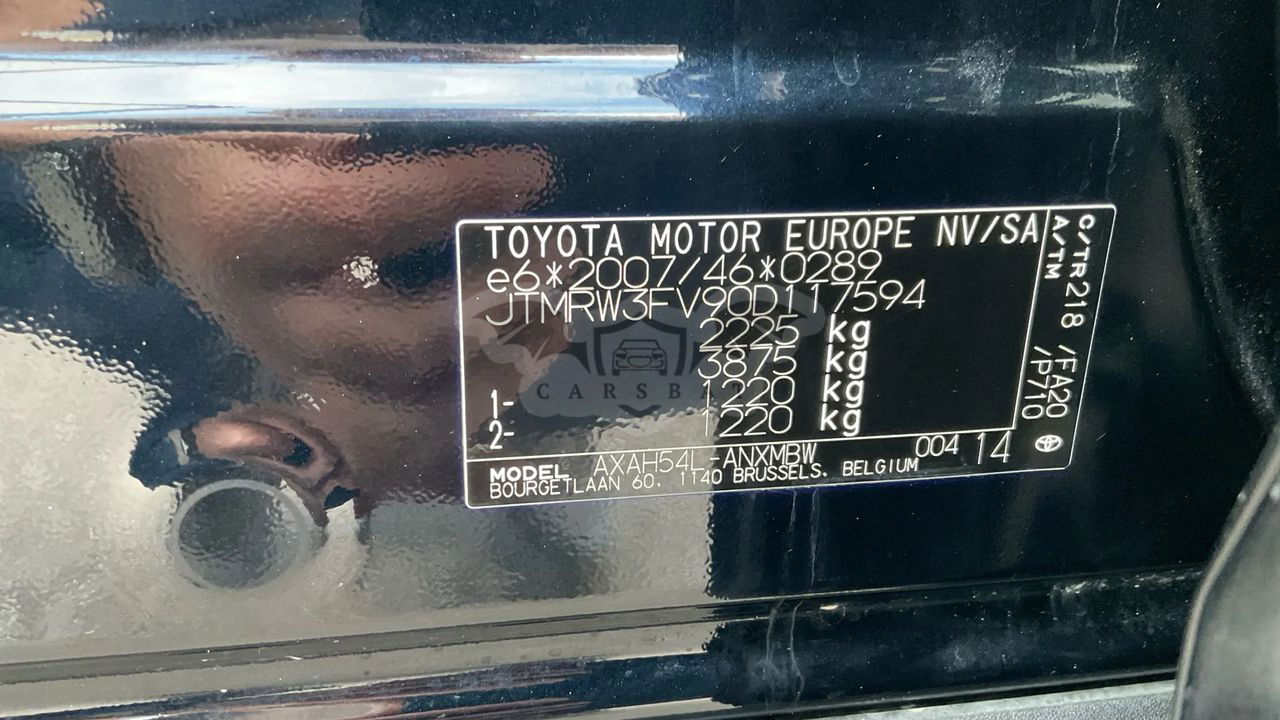 TOYOTA MOTOR EUROPE NV/SA
e6*2007/46*0289
JTMRW3FV90D117594
2225 kg
3875 kg
1- 1220 kg
2- 1220 kg
MODEL AXAH54L-ANXMBW 004 14
BOURGETLAAN 60. 1140 BRUSSELS. BELGIUM
C/TR218 /FA20
A/TM /P710